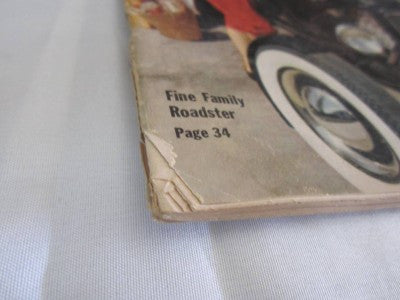 Fine Family
Roadster
Page 34